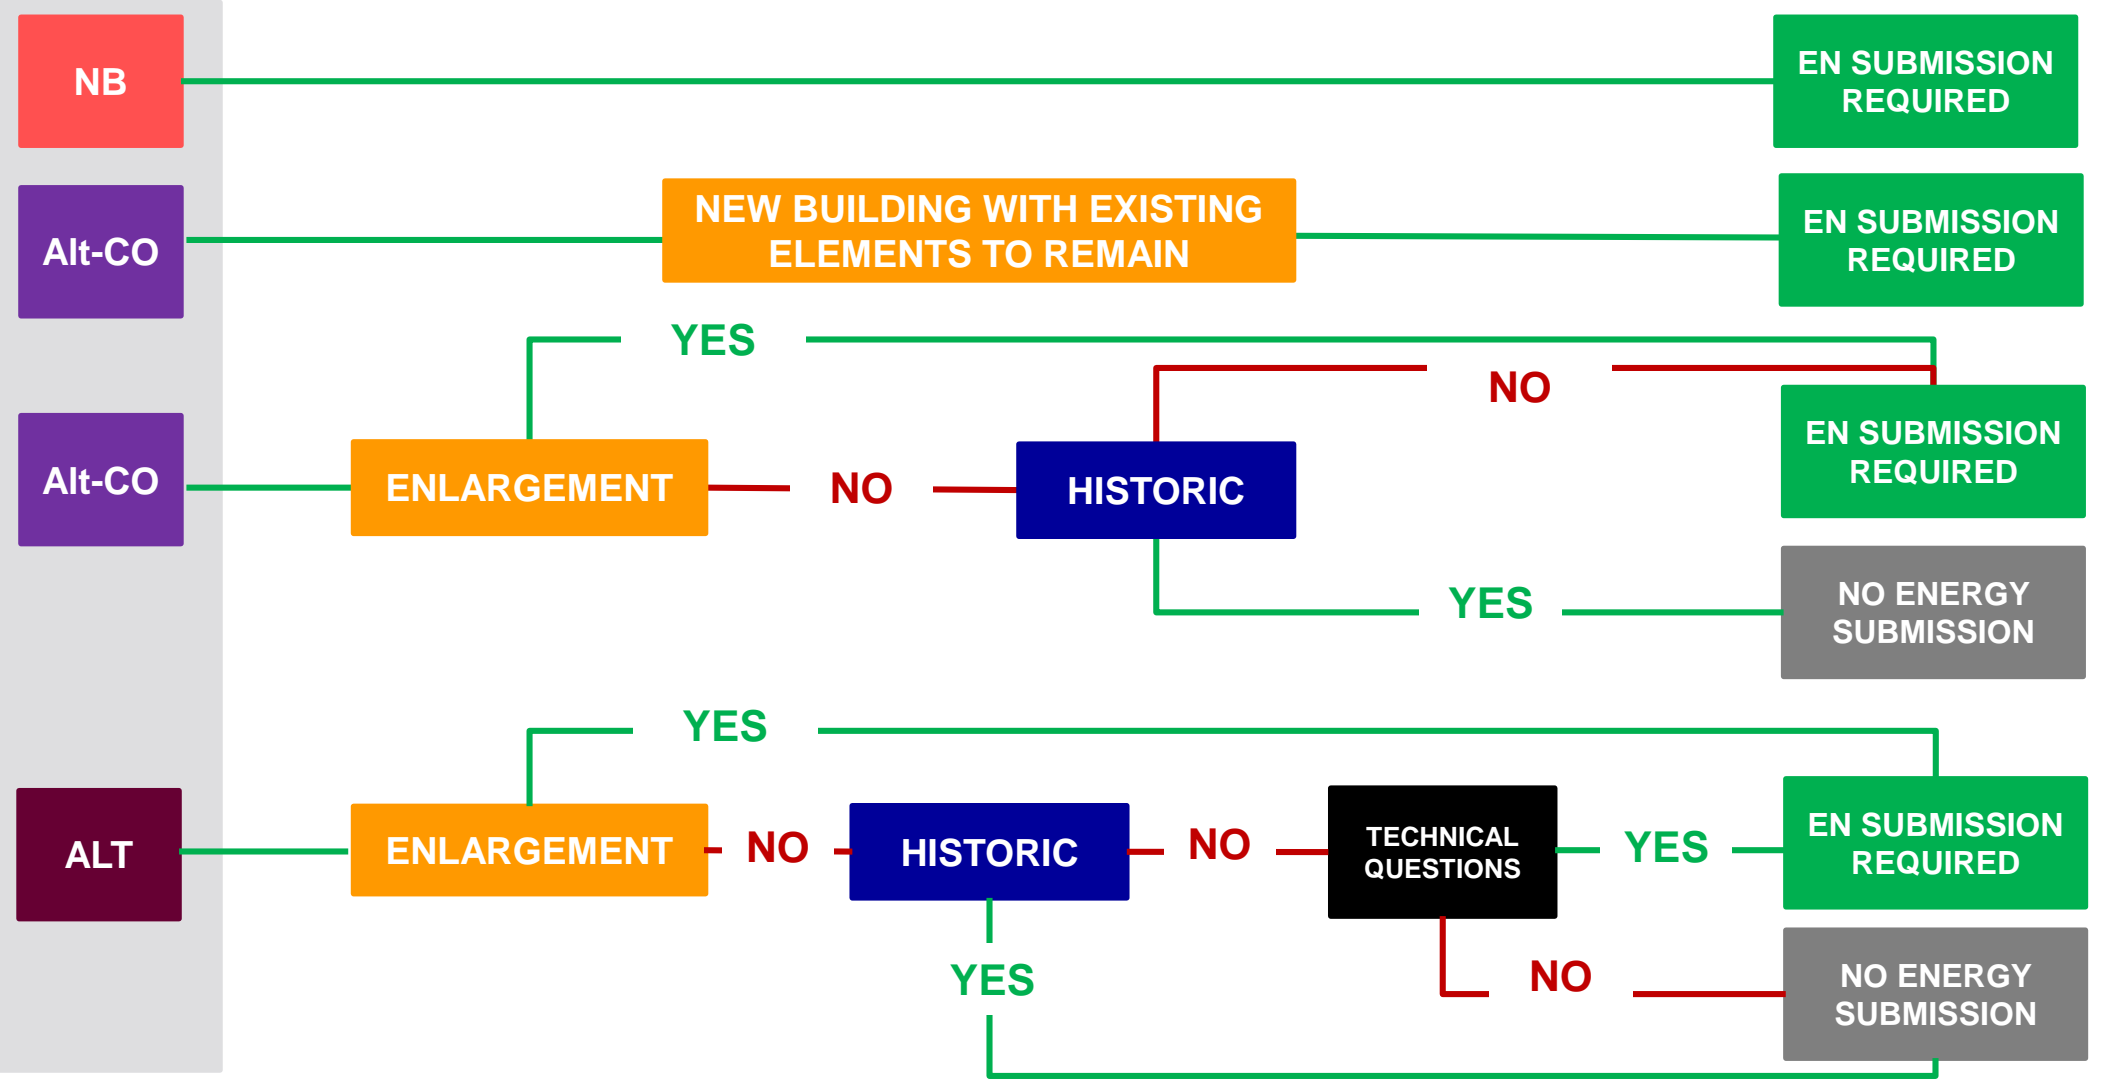 NB
EN SUBMISSION
REQUIRED
Alt-CO
NEW BUILDING WITH EXISTING
ELEMENTS TO REMAIN
EN SUBMISSION
REQUIRED
YES
NO
Alt-CO
ENLARGEMENT
NO
HISTORIC
EN SUBMISSION
REQUIRED
YES
NO ENERGY
SUBMISSION
YES
ALT
ENLARGEMENT
NO
HISTORIC
NO
TECHNICAL
QUESTIONS
YES
EN SUBMISSION
REQUIRED
YES
NO
NO ENERGY
SUBMISSION